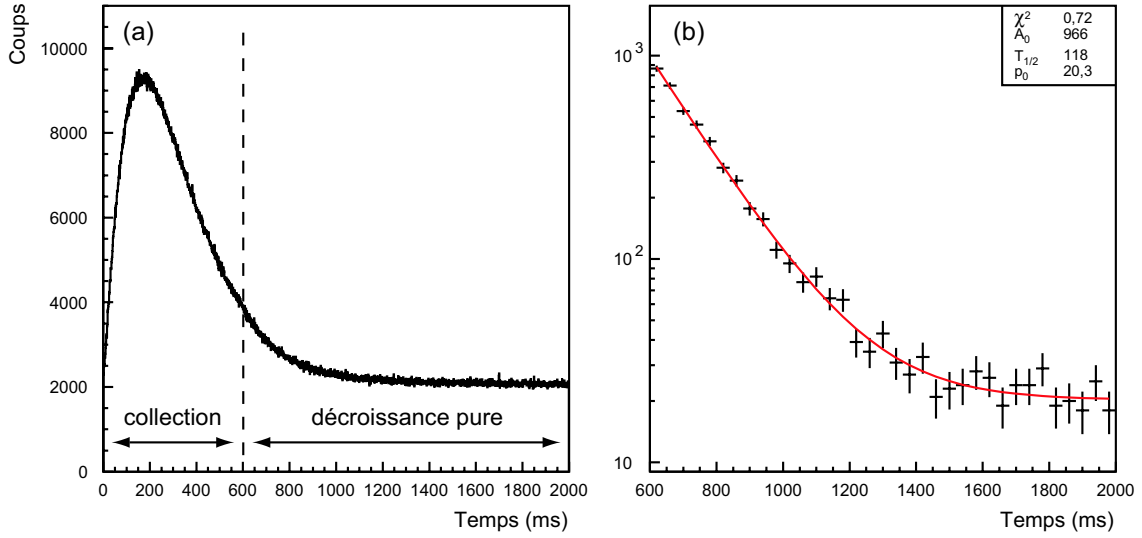 Coups
(a)
10000
8000
6000
4000
2000
0
collection
décroissance pure
0 200 400 600 800 1000 1200 1400 1600 1800 2000
Temps (ms)
(b)
χ² 0,72
A₀ 966
T₁/₂ 118
p₀ 20,3
10³
10²
10
600 800 1000 1200 1400 1600 1800 2000
Temps (ms)